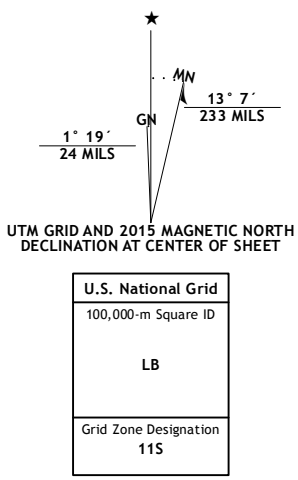 ★
MN
GN
13° 7´
233 MILS
1° 19´
24 MILS
UTM GRID AND 2015 MAGNETIC NORTH
DECLINATION AT CENTER OF SHEET
U.S. National Grid
100,000-m Square ID
LB
Grid Zone Designation
11S